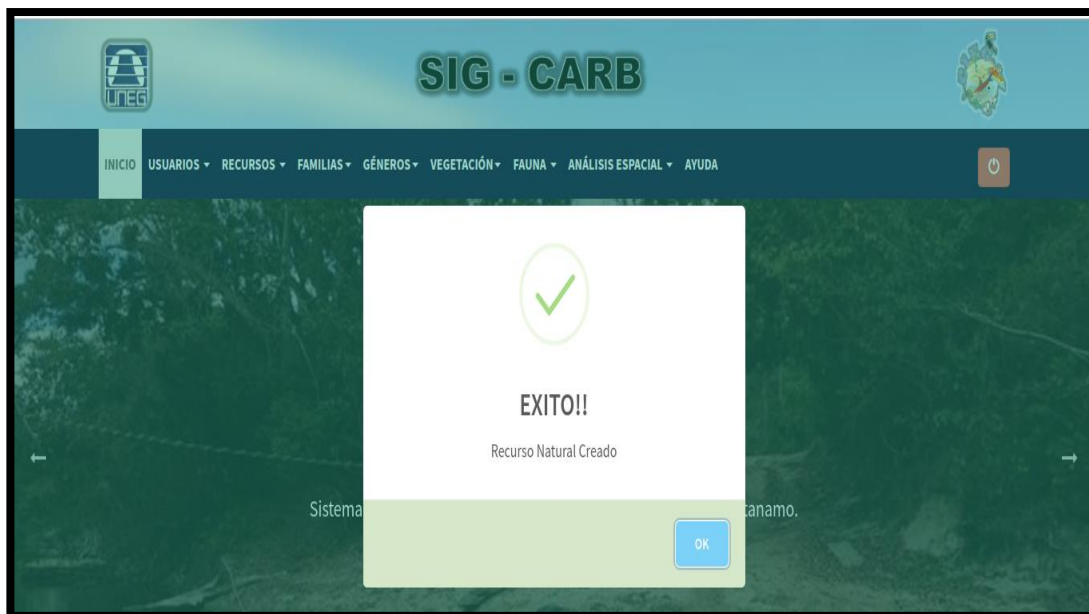 UNEG
SIG - CARB
INICIO USUARIOS RECURSOS FAMILIAS GÉNEROS VEGETACIÓN FAUNA ANÁLISIS ESPACIAL AYUDA
EXITO!!
Recurso Natural Creado
Sistema tanamo.
OK